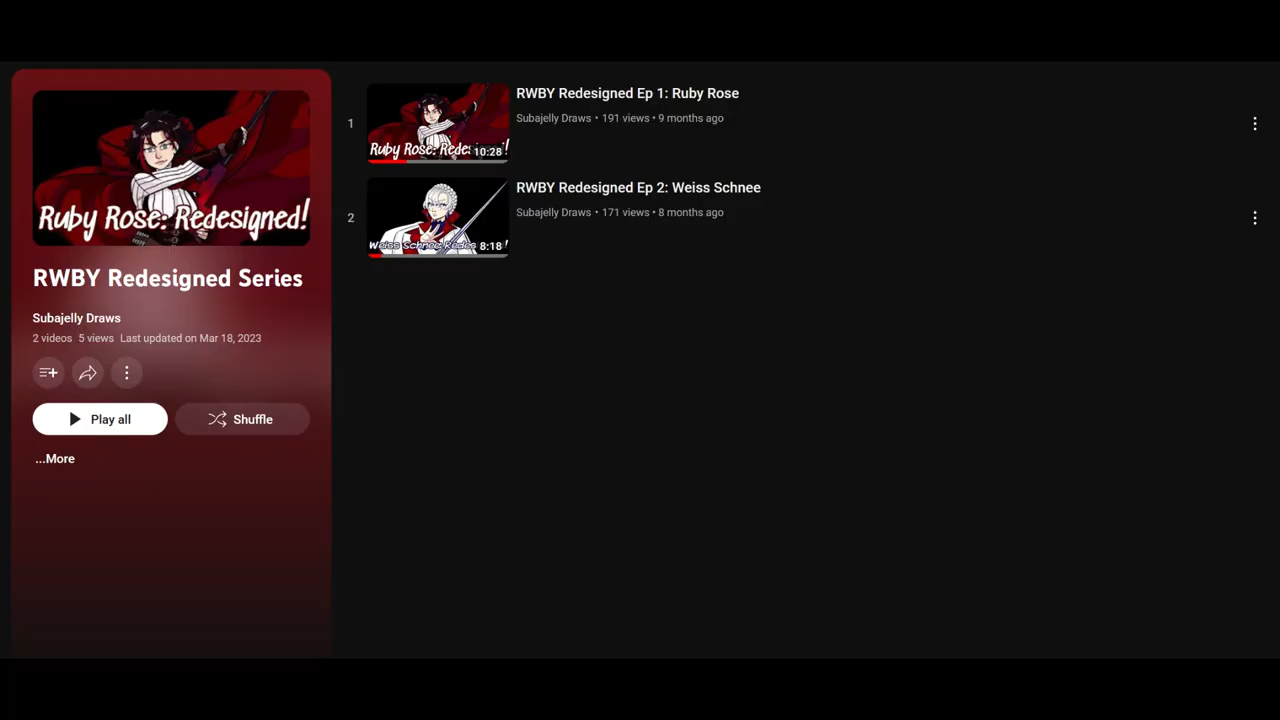 Ruby Rose: Redesigned!
RWBY Redesigned Series
Subajelly Draws
2 videos 5 views Last updated on Mar 18, 2023
Play all
Shuffle
...More
1
Ruby Rose: Rede
10:28
RWBY Redesigned Ep 1: Ruby Rose
Subajelly Draws • 191 views • 9 months ago
2
Weiss Schnee Redes
8:18
RWBY Redesigned Ep 2: Weiss Schnee
Subajelly Draws • 171 views • 8 months ago